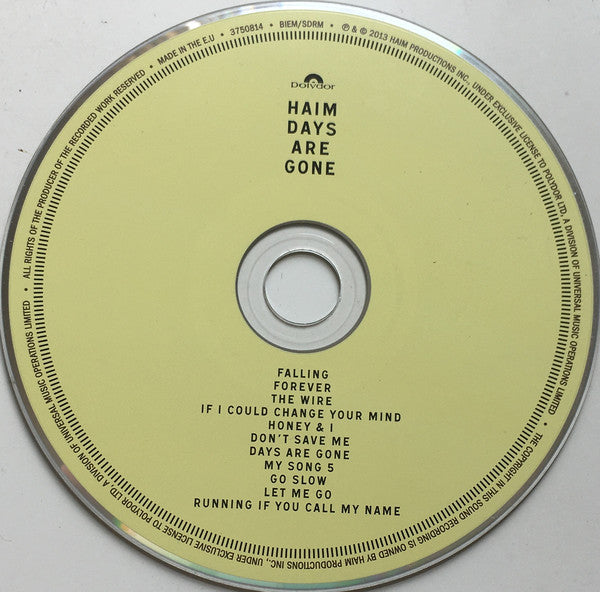 Polydor
HAIM
DAYS
ARE
GONE
FALLING
FOREVER
THE WIRE
IF I COULD CHANGE YOUR MIND
HONEY & I
DON'T SAVE ME
DAYS ARE GONE
MY SONG 5
GO SLOW
LET ME GO
RUNNING IF YOU CALL MY NAME
• ALL RIGHTS OF THE PRODUCER OF THE RECORDED WORK RESERVED • MADE IN THE E.U • 3750814 • BIEM/SDRM • ℗ & © 2013 HAIM PRODUCTIONS INC., UNDER EXCLUSIVE LICENSE TO POLYDOR LTD, A DIVISION OF UNIVERSAL MUSIC OPERATIONS LIMITED • THE COPYRIGHT IN THIS SOUND RECORDING IS OWNED BY HAIM PRODUCTIONS INC., UNDER EXCLUSIVE LICENSE TO POLYDOR LTD, A DIVISION OF UNIVERSAL MUSIC OPERATIONS LIMITED